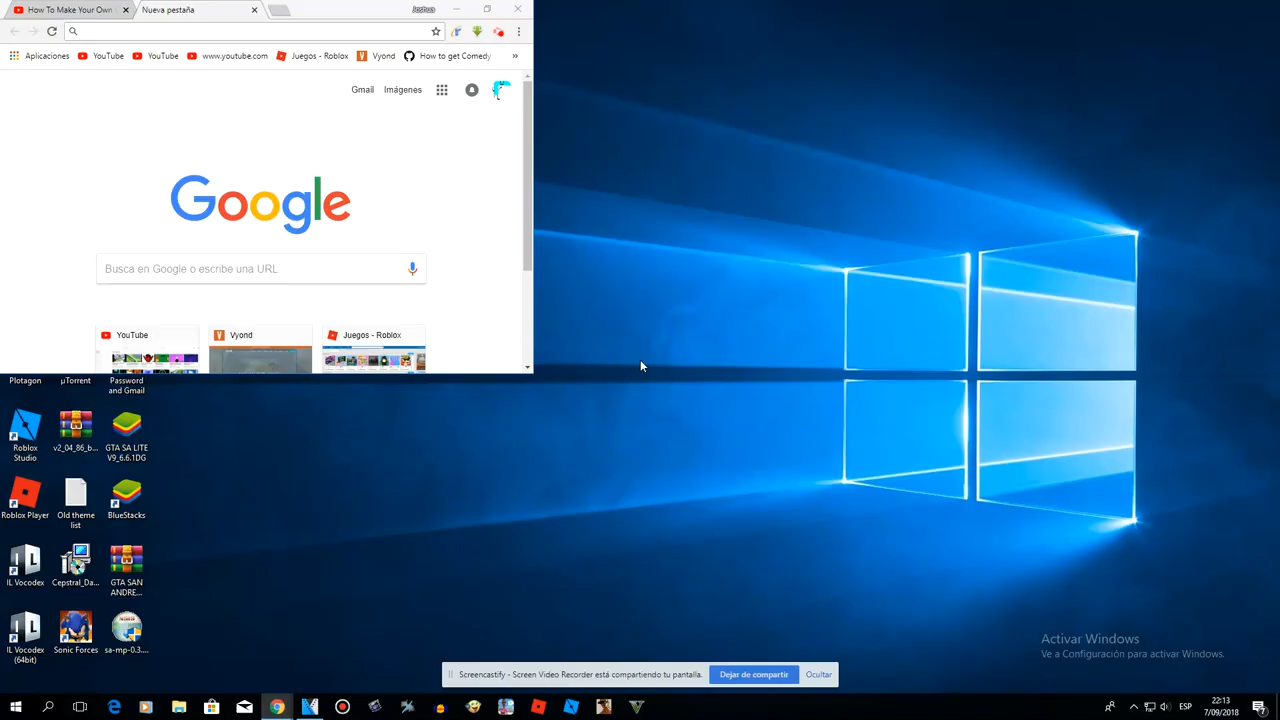 How To Make Your Own
Nueva pestaña
Joshua
Aplicaciones
YouTube
YouTube
www.youtube.com
Juegos - Roblox
Vyond
How to get Comedy
»
Gmail
Imágenes
Google
Busca en Google o escribe una URL
YouTube
Vyond
Juegos - Roblox
Plotagon
µTorrent
Password
and Gmail
Roblox
Studio
v2_04_86_b...
GTA SA LITE
V9_6.6.1DG
Roblox Player
Old theme
list
BlueStacks
IL Vocodex
Cepstral_Da...
GTA SAN
ANDRE...
IL Vocodex
(64bit)
Sonic Forces
sa-mp-0.3....
Activar Windows
Ve a Configuración para activar Windows.
Screencastify - Screen Video Recorder está compartiendo tu pantalla.
Dejar de compartir
Ocultar
ESP
22:13
7/09/2018